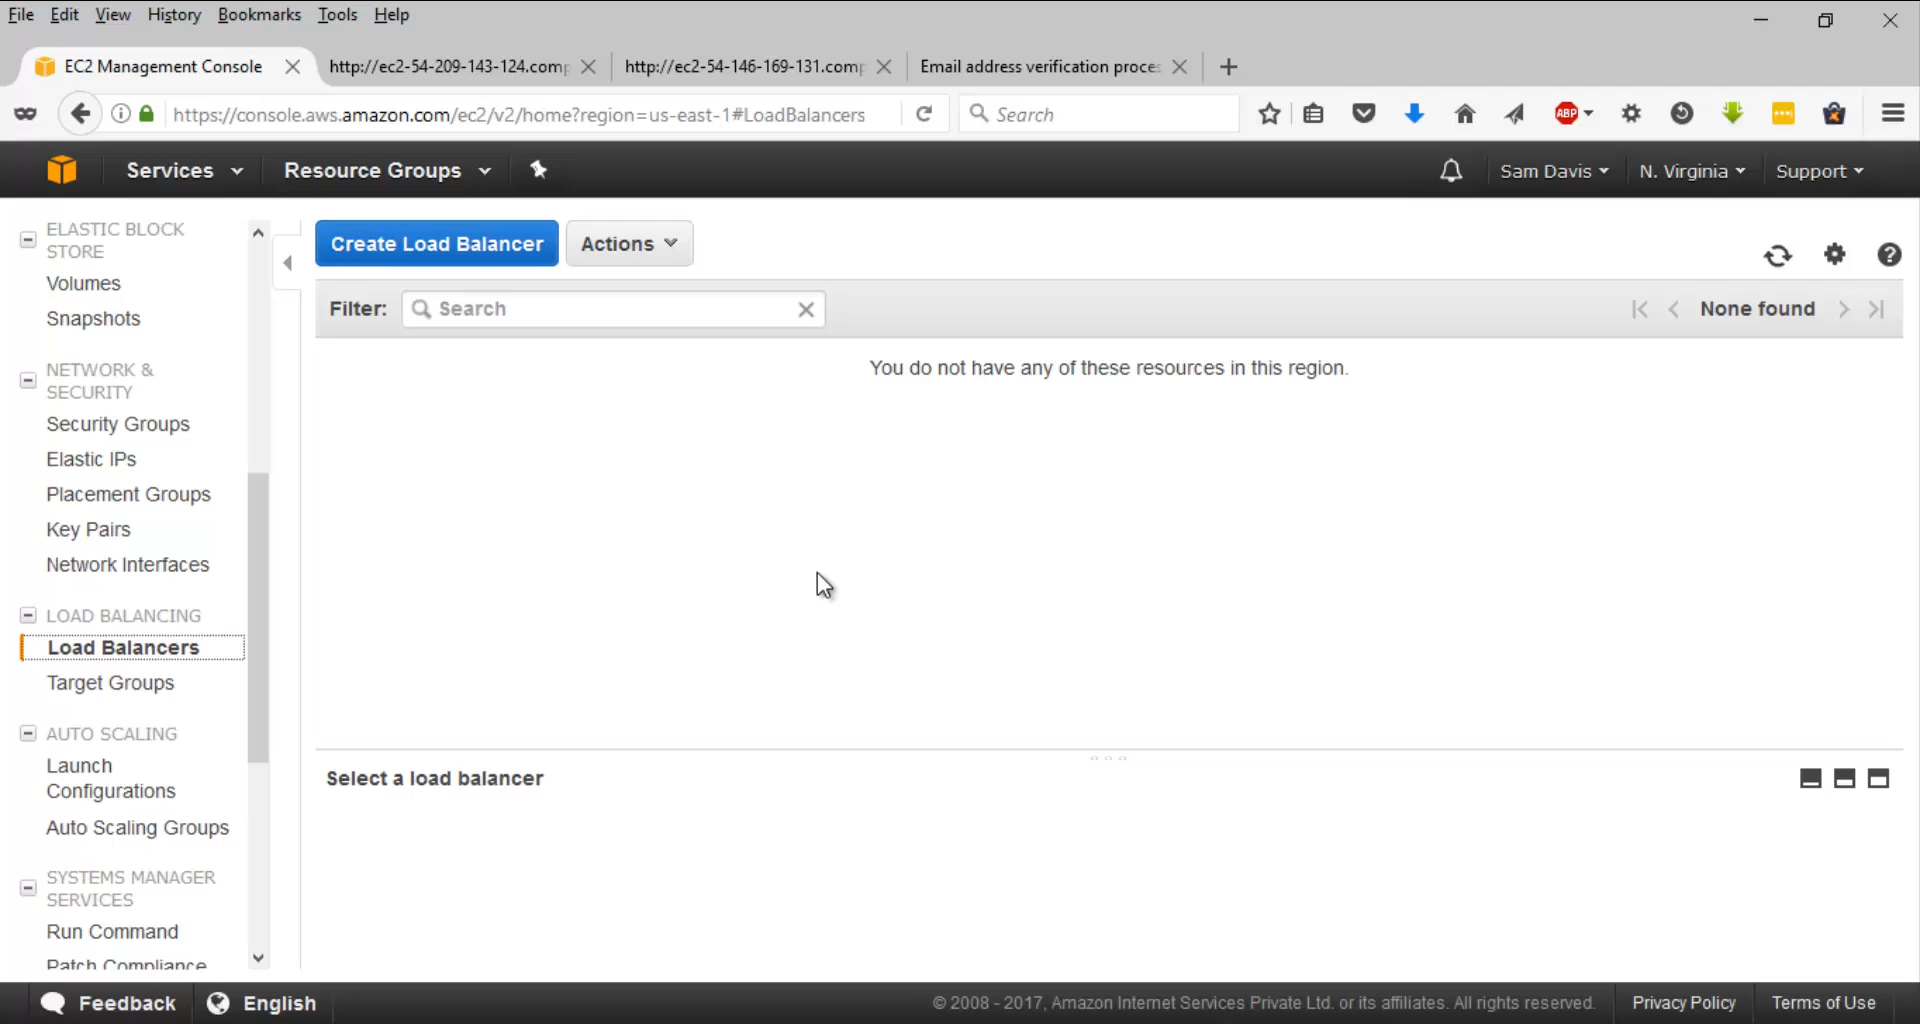 File Edit View History Bookmarks Tools Help
EC2 Management Console
http://ec2-54-209-143-124.comp
http://ec2-54-146-169-131.comp
Email address verification proces
https://console.aws.amazon.com/ec2/v2/home?region=us-east-1#LoadBalancers
Search
ABP
Services
Resource Groups
Sam Davis
N. Virginia
Support
ELASTIC BLOCK
STORE
Volumes
Snapshots
NETWORK &
SECURITY
Security Groups
Elastic IPs
Placement Groups
Key Pairs
Network Interfaces
LOAD BALANCING
Load Balancers
Target Groups
AUTO SCALING
Launch
Configurations
Auto Scaling Groups
SYSTEMS MANAGER
SERVICES
Run Command
Patch Compliance
Create Load Balancer
Actions
Filter:
Search
None found
You do not have any of these resources in this region.
Select a load balancer
Feedback
English
© 2008 - 2017, Amazon Internet Services Private Ltd. or its affiliates. All rights reserved.
Privacy Policy
Terms of Use